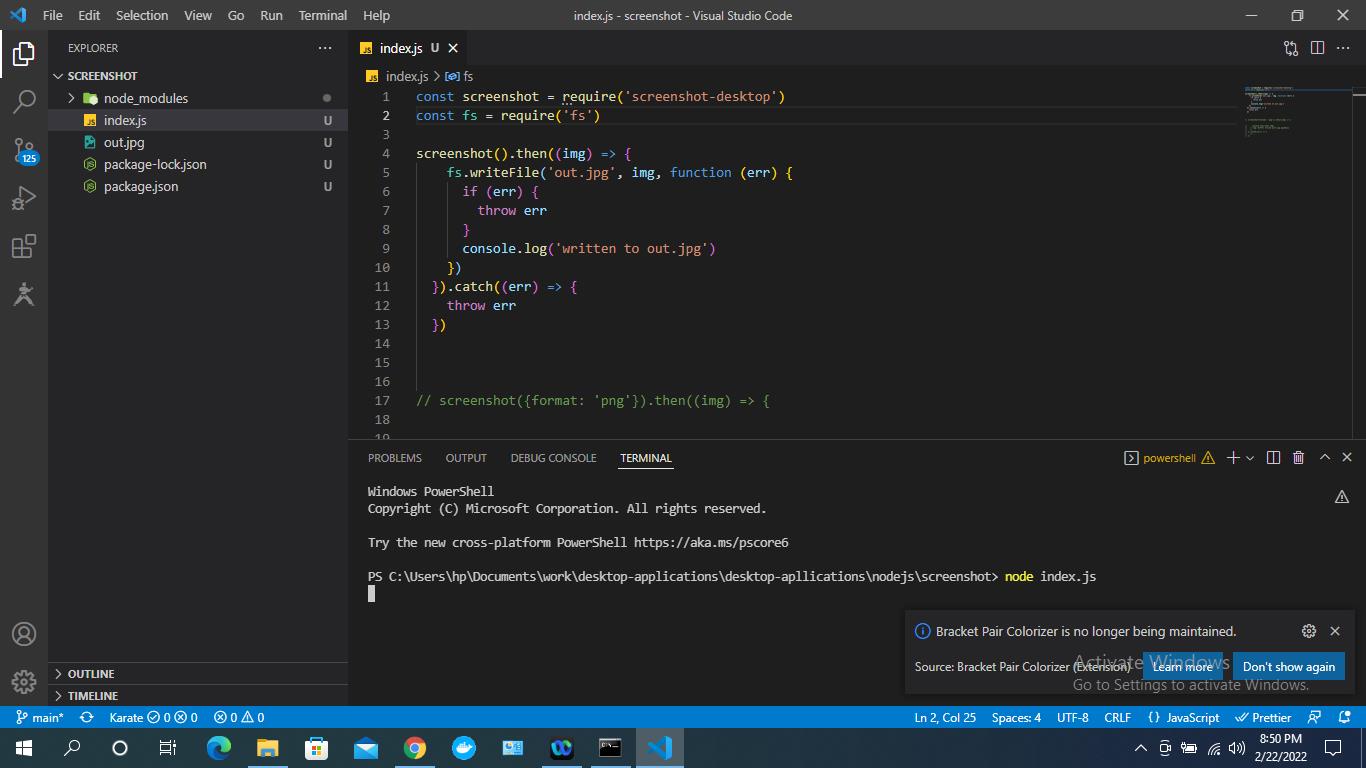 File Edit Selection View Go Run Terminal Help
index.js - screenshot - Visual Studio Code
EXPLORER
SCREENSHOT
node_modules
index.js U
out.jpg U
package-lock.json U
package.json U
125
OUTLINE
TIMELINE
JS index.js U
JS index.js > fs
1 const screenshot = require('screenshot-desktop')
2 const fs = require('fs')
3
4 screenshot().then((img) => {
5 fs.writeFile('out.jpg', img, function (err) {
6 if (err) {
7 throw err
8 }
9 console.log('written to out.jpg')
10 })
11 }).catch((err) => {
12 throw err
13 })
14
15
16
17 // screenshot({format: 'png'}).then((img) => {
18
19
PROBLEMS OUTPUT DEBUG CONSOLE TERMINAL
powershell
Windows PowerShell
Copyright (C) Microsoft Corporation. All rights reserved.
Try the new cross-platform PowerShell https://aka.ms/pscore6
PS C:\Users\hp\Documents\work\desktop-applications\desktop-apllications\nodejs\screenshot> node index.js
Bracket Pair Colorizer is no longer being maintained.
Source: Bracket Pair Colorizer (Extension)
Learn more
Don't show again
Activate Windows
Go to Settings to activate Windows.
main* Karate 0 0 0 0
Ln 2, Col 25 Spaces: 4 UTF-8 CRLF {} JavaScript Prettier
8:50 PM
2/22/2022